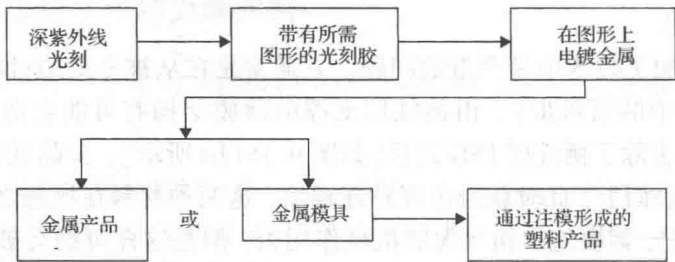 深紫外线
光刻
带有所需
图形的光刻胶
在图形上
电镀金属
金属产品
或
金属模具
通过注模形成的
塑料产品